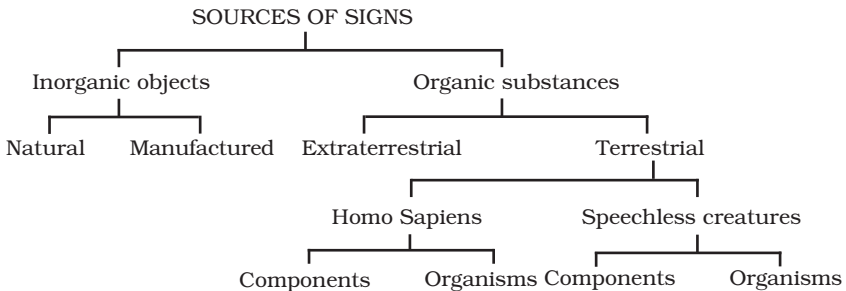 SOURCES OF SIGNS
Inorganic objects Organic substances
Natural Manufactured Extraterrestrial Terrestrial
Homo Sapiens Speechless creatures
Components Organisms Components Organisms